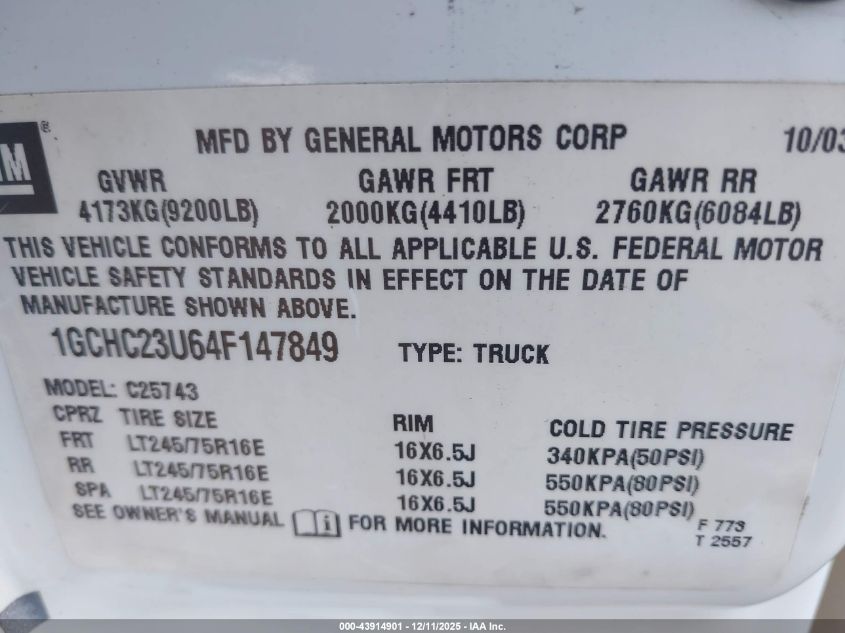 GM®
MFD BY GENERAL MOTORS CORP 10/03
GVWR GAWR FRT GAWR RR
4173KG(9200LB) 2000KG(4410LB) 2760KG(6084LB)
THIS VEHICLE CONFORMS TO ALL APPLICABLE U.S. FEDERAL MOTOR
VEHICLE SAFETY STANDARDS IN EFFECT ON THE DATE OF
MANUFACTURE SHOWN ABOVE.
1GCHC23U64F147849 TYPE: TRUCK
MODEL: C25743
CPRZ TIRE SIZE RIM COLD TIRE PRESSURE
FRT LT245/75R16E 16X6.5J 340KPA(50PSI)
RR LT245/75R16E 16X6.5J 550KPA(80PSI)
SPA LT245/75R16E 16X6.5J 550KPA(80PSI)
SEE OWNER'S MANUAL i FOR MORE INFORMATION.
F 773
T 2557
000-43914901 - 12/11/2025 - IAA Inc.